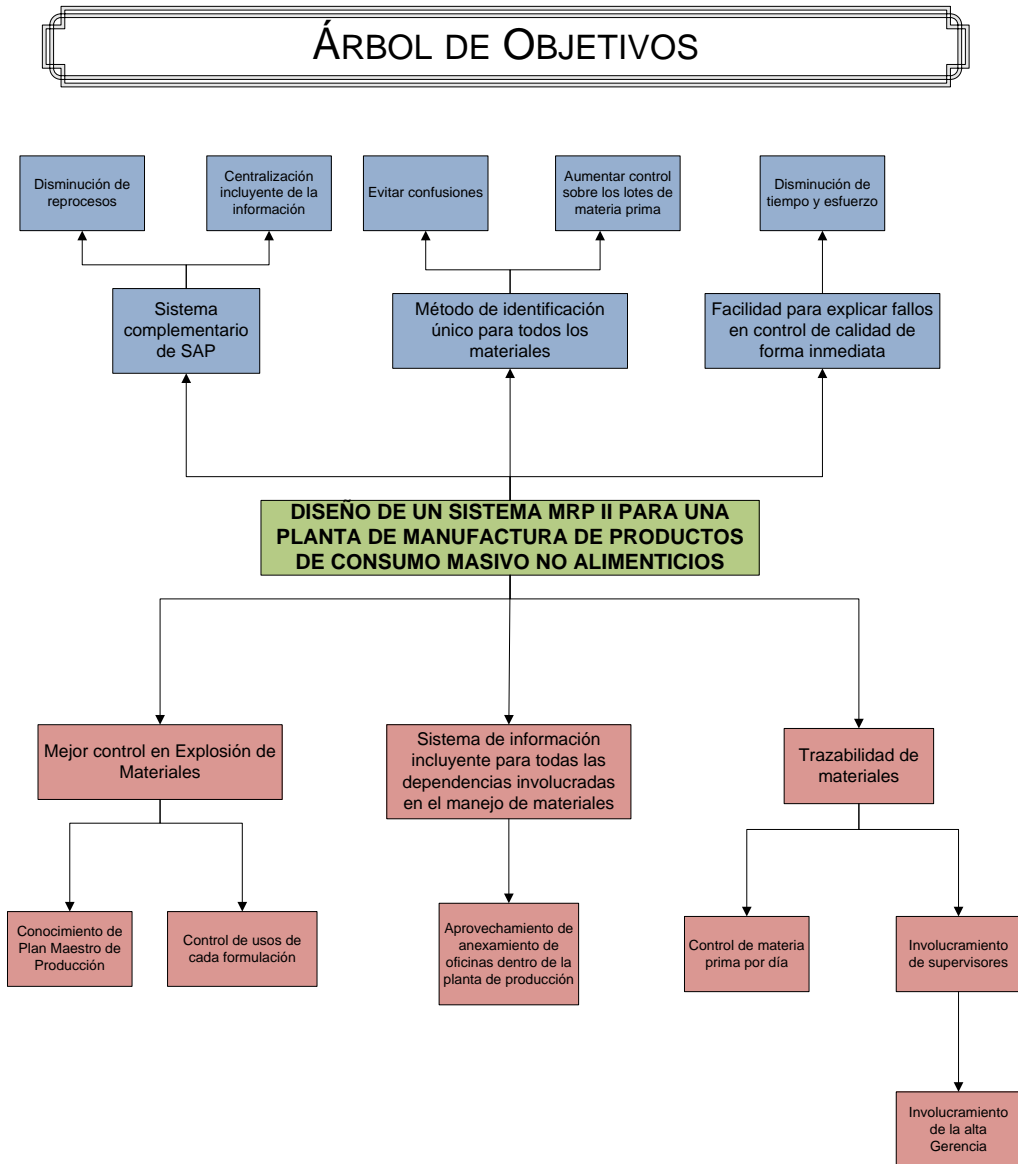 ÁRBOL DE OBJETIVOS
Disminución de
reprocesos
Centralización
incluyente de la
información
Evitar confusiones
Aumentar control
sobre los lotes de
materia prima
Disminución de
tiempo y esfuerzo
Sistema
complementario
de SAP
Método de identificación
único para todos los
materiales
Facilidad para explicar fallos
en control de calidad de
forma inmediata
DISEÑO DE UN SISTEMA MRP II PARA UNA
PLANTA DE MANUFACTURA DE PRODUCTOS
DE CONSUMO MASIVO NO ALIMENTICIOS
Mejor control en Explosión de
Materiales
Sistema de información
incluyente para todas las
dependencias involucradas
en el manejo de materiales
Trazabilidad de
materiales
Conocimiento de
Plan Maestro de
Producción
Control de usos de
cada formulación
Aprovechamiento de
anexamiento de
oficinas dentro de la
planta de producción
Control de materia
prima por día
Involucramiento
de supervisores
Involucramiento
de la alta
Gerencia